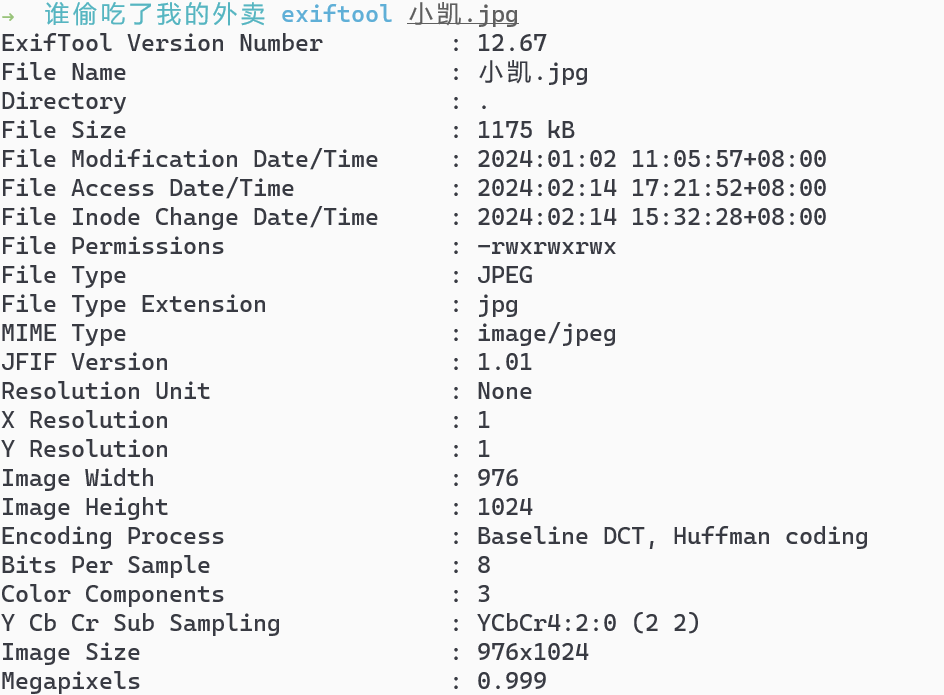 → 谁偷吃了我的外卖 exiftool 小凯.jpg
ExifTool Version Number : 12.67
File Name : 小凯.jpg
Directory : .
File Size : 1175 kB
File Modification Date/Time : 2024:01:02 11:05:57+08:00
File Access Date/Time : 2024:02:14 17:21:52+08:00
File Inode Change Date/Time : 2024:02:14 15:32:28+08:00
File Permissions : -rwxrwxrwx
File Type : JPEG
File Type Extension : jpg
MIME Type : image/jpeg
JFIF Version : 1.01
Resolution Unit : None
X Resolution : 1
Y Resolution : 1
Image Width : 976
Image Height : 1024
Encoding Process : Baseline DCT, Huffman coding
Bits Per Sample : 8
Color Components : 3
Y Cb Cr Sub Sampling : YCbCr4:2:0 (2 2)
Image Size : 976x1024
Megapixels : 0.999